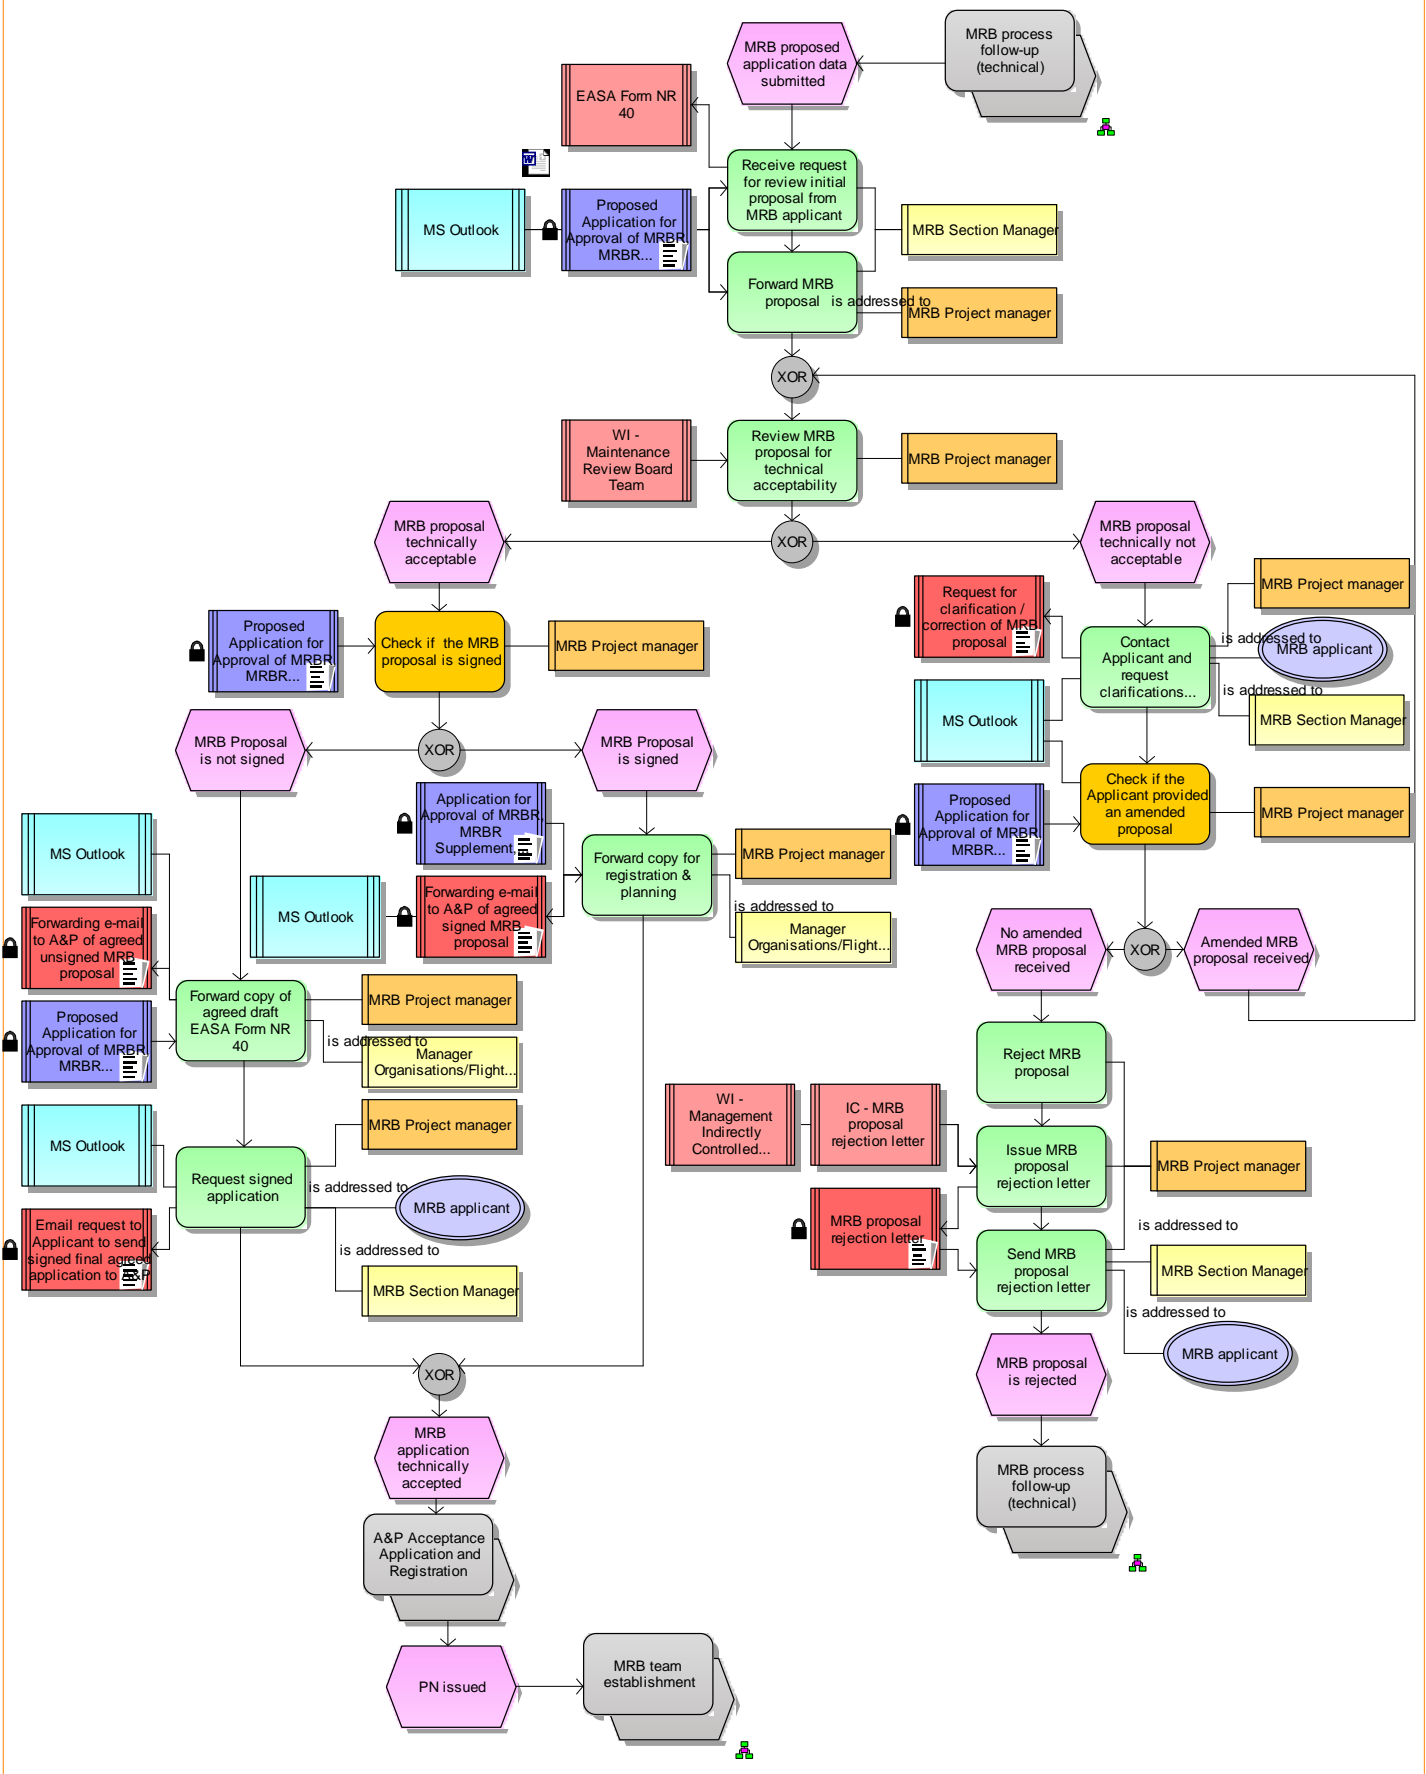 MRB proposed
application data
submitted
MRB process
follow-up
(technical)
EASA Form NR
40
Receive request
for review initial
proposal from
MRB applicant
MS Outlook
Proposed
Application for
Approval of MRBR,
MRBR...
MRB Section Manager
Forward MRB
proposal
is addressed to
MRB Project manager
XOR
WI -
Maintenance
Review Board
Team
Review MRB
proposal for
technical
acceptability
MRB Project manager
MRB proposal
technically
acceptable
XOR
MRB proposal
technically not
acceptable
MRB Project manager
Request for
clarification /
correction of MRB
proposal
Contact
Applicant and
request
clarifications...
is addressed to
MRB applicant
is addressed to
MRB Section Manager
Proposed
Application for
Approval of MRBR,
MRBR...
Check if  the MRB
proposal is signed
MRB Project manager
MS Outlook
MRB Proposal
is not signed
XOR
MRB Proposal
is signed
Check if the
Applicant provided
an amended
proposal
MRB Project manager
Proposed
Application for
Approval of MRBR,
MRBR...
Application for
Approval of MRBR,
MRBR
Supplement,...
MS Outlook
Forward copy for
registration &
planning
MRB Project manager
MS Outlook
Forwarding e-mail
to A&P of agreed
signed MRB
proposal
is addressed to
Manager
Organisations/Flight...
Forwarding e-mail
to A&P of agreed
unsigned MRB
proposal
No amended
MRB proposal
received
XOR
Amended MRB
proposal received
Forward copy of
agreed draft
EASA Form NR
40
MRB Project manager
Proposed
Application for
Approval of MRBR,
MRBR...
is addressed to
Manager
Organisations/Flight...
Reject MRB
proposal
MS Outlook
MRB Project manager
WI -
Management
Indirectly
Controlled...
IC - MRB
proposal
rejection letter
Issue MRB
proposal
rejection letter
MRB Project manager
Request signed
application
is addressed to
MRB applicant
Email request to
Applicant to send
signed final agreed
application to A&P
is addressed to
MRB Section Manager
MRB proposal
rejection letter
Send MRB
proposal
rejection letter
is addressed to
MRB Section Manager
is addressed to
MRB applicant
XOR
MRB proposal
is rejected
MRB
application
technically
accepted
MRB process
follow-up
(technical)
A&P Acceptance
Application and
Registration
PN issued
MRB team
establishment